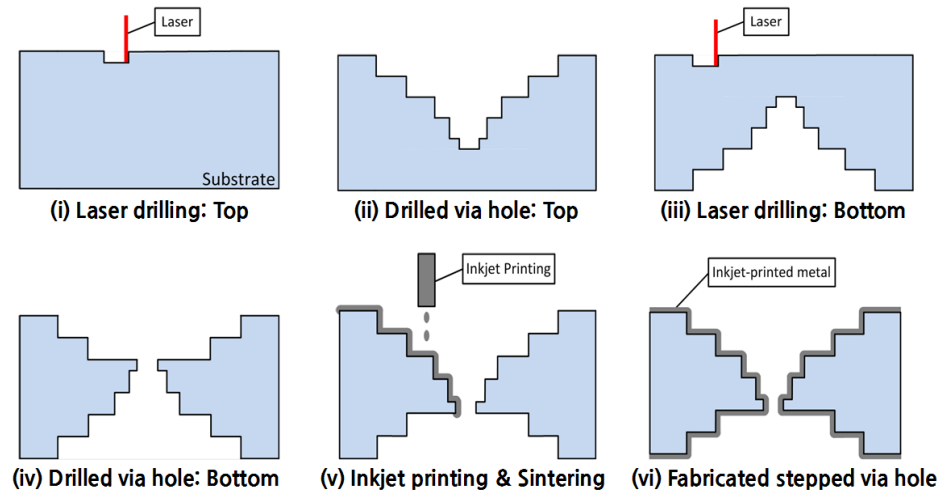 Laser
Substrate
(i) Laser drilling: Top
(ii) Drilled via hole: Top
Laser
(iii) Laser drilling: Bottom
(iv) Drilled via hole: Bottom
Inkjet Printing
(v) Inkjet printing & Sintering
Inkjet-printed metal
(vi) Fabricated stepped via hole